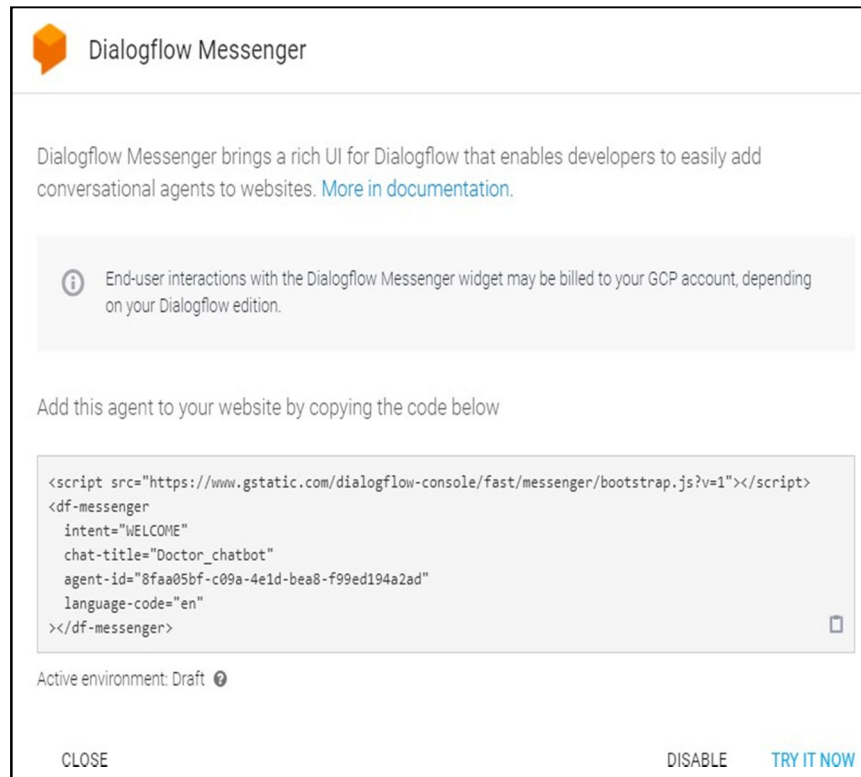 Dialogflow Messenger
Dialogflow Messenger brings a rich UI for Dialogflow that enables developers to easily add
conversational agents to websites. More in documentation.
End-user interactions with the Dialogflow Messenger widget may be billed to your GCP account, depending
on your Dialogflow edition.
Add this agent to your website by copying the code below
<script src="https://www.gstatic.com/dialogflow-console/fast/messenger/bootstrap.js?v=1"></script>
<df-messenger
  intent="WELCOME"
  chat-title="Doctor_chatbot"
  agent-id="8faa05bf-c09a-4e1d-bea8-f99ed194a2ad"
  language-code="en"
></df-messenger>
Active environment: Draft
CLOSE DISABLE TRY IT NOW